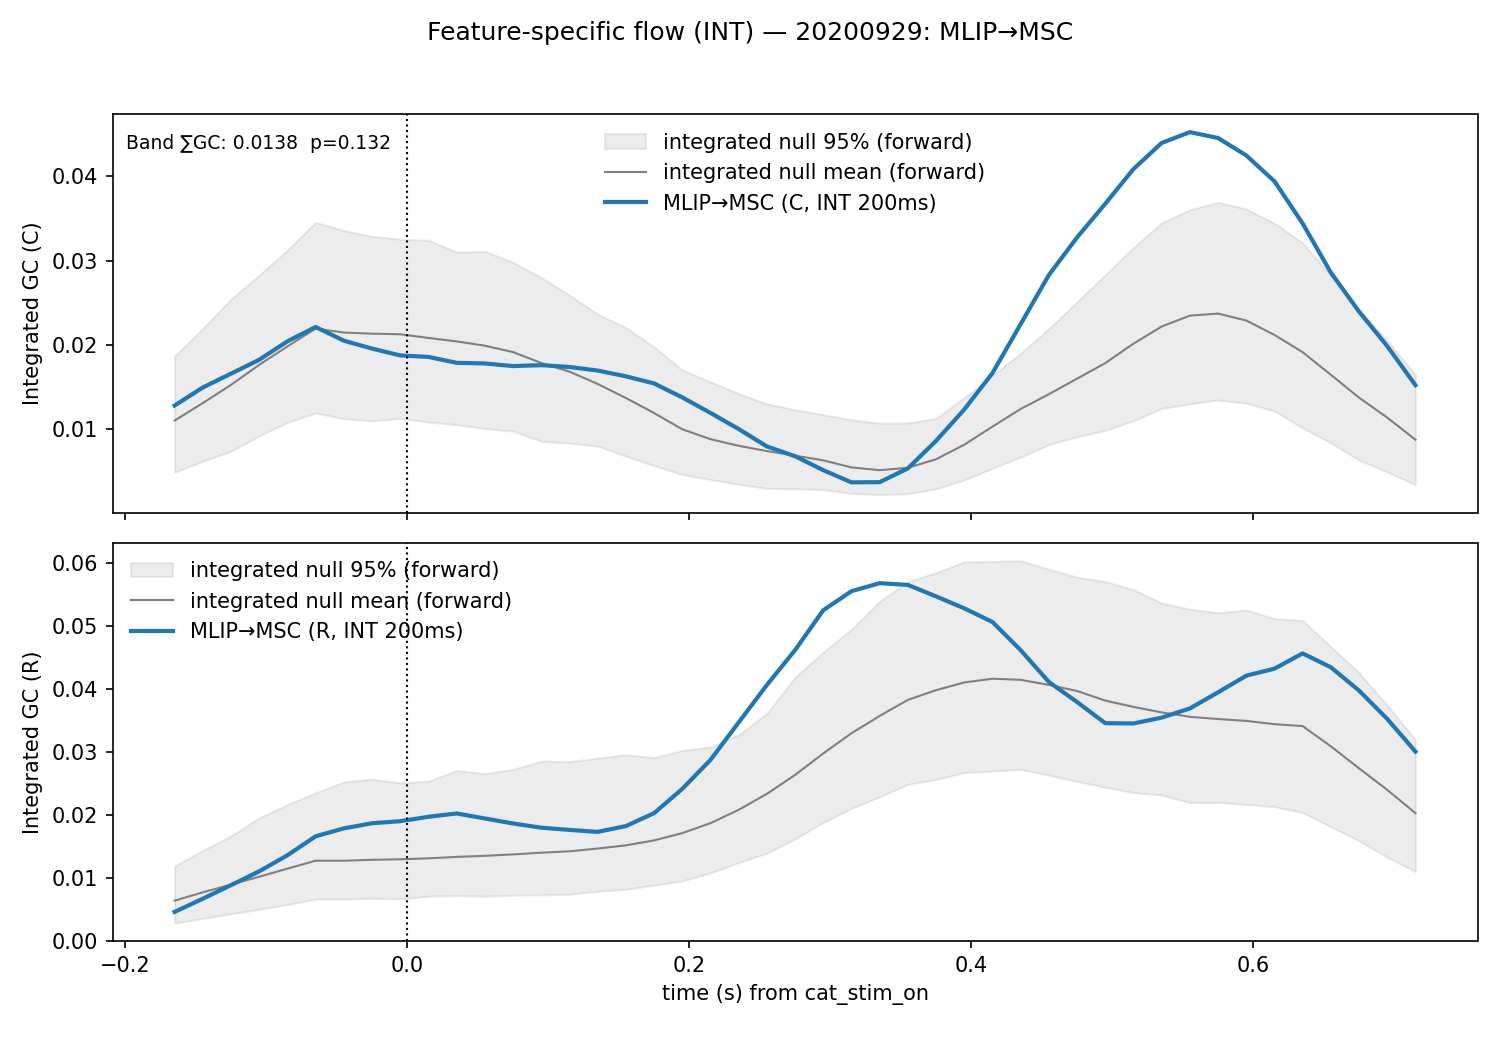 Feature-specific flow (INT) — 20200929: MLIP→MSC
Band ∑GC: 0.0138  p=0.132
integrated null 95% (forward)
integrated null mean (forward)
MLIP→MSC (C, INT 200ms)
Integrated GC (C)
0.04
0.03
0.02
0.01
integrated null 95% (forward)
integrated null mean (forward)
MLIP→MSC (R, INT 200ms)
Integrated GC (R)
0.06
0.05
0.04
0.03
0.02
0.01
0.00
−0.2
0.0
0.2
0.4
0.6
time (s) from cat_stim_on